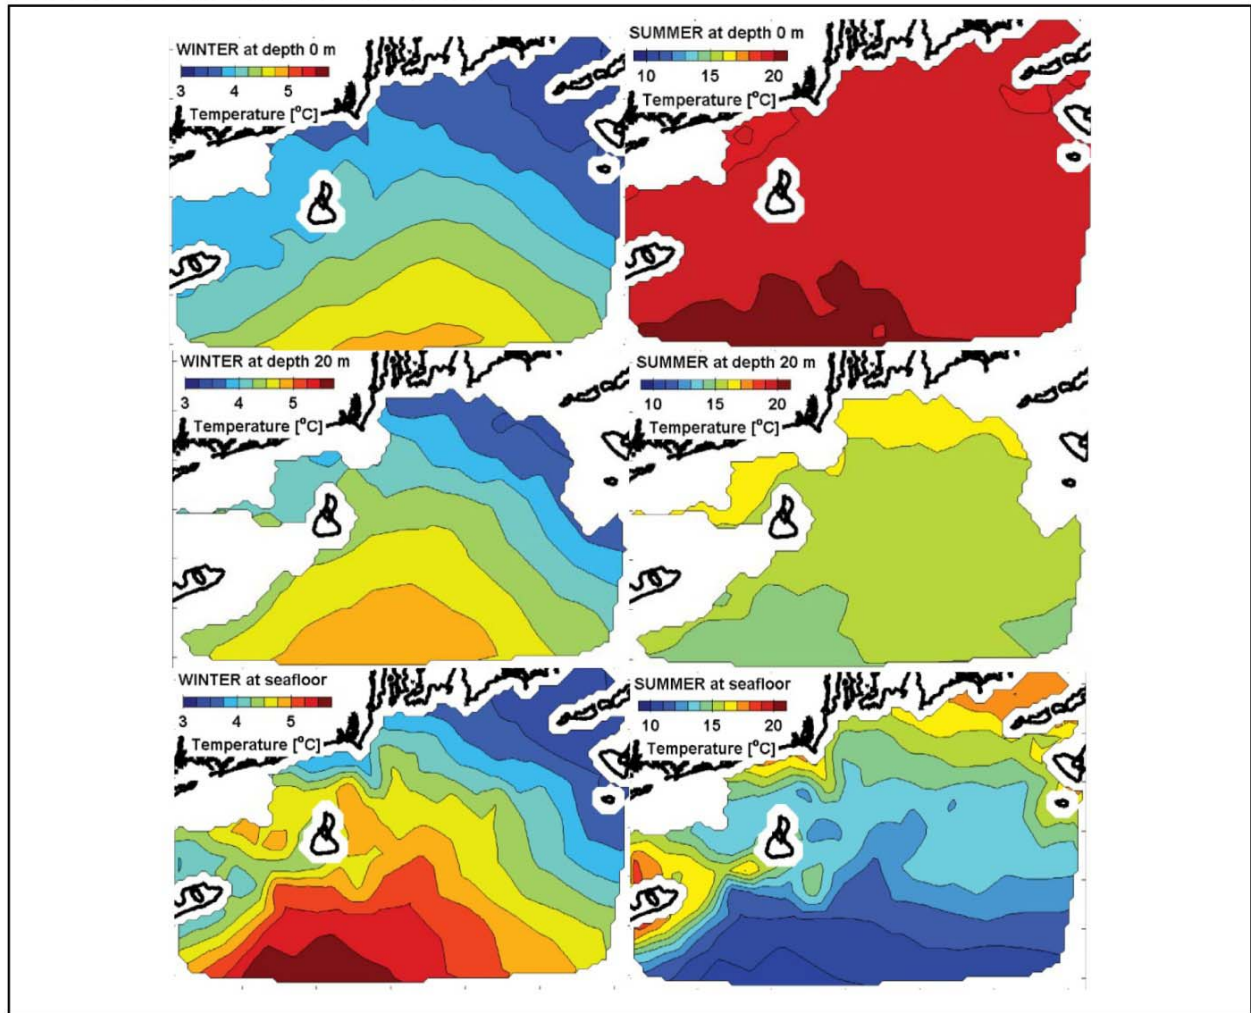 WINTER at depth 0 m
3 4 5
Temperature [°C]
SUMMER at depth 0 m
10 15 20
Temperature [°C]
WINTER at depth 20 m
3 4 5
Temperature [°C]
SUMMER at depth 20 m
10 15 20
Temperature [°C]
WINTER at seafloor
3 4 5
Temperature [°C]
SUMMER at seafloor
10 15 20
Temperature [°C]